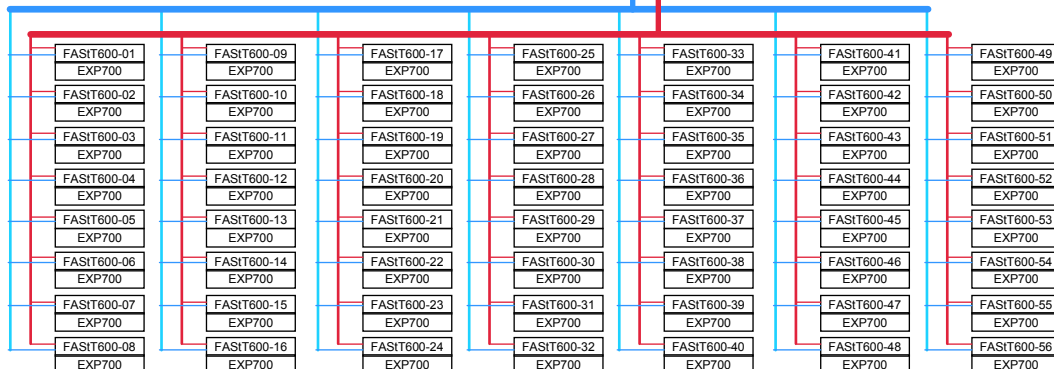 FAStT600-01 FAStT600-09 FAStT600-17 FAStT600-25 FAStT600-33 FAStT600-41 FAStT600-49
EXP700 EXP700 EXP700 EXP700 EXP700 EXP700 EXP700
FAStT600-02 FAStT600-10 FAStT600-18 FAStT600-26 FAStT600-34 FAStT600-42 FAStT600-50
EXP700 EXP700 EXP700 EXP700 EXP700 EXP700 EXP700
FAStT600-03 FAStT600-11 FAStT600-19 FAStT600-27 FAStT600-35 FAStT600-43 FAStT600-51
EXP700 EXP700 EXP700 EXP700 EXP700 EXP700 EXP700
FAStT600-04 FAStT600-12 FAStT600-20 FAStT600-28 FAStT600-36 FAStT600-44 FAStT600-52
EXP700 EXP700 EXP700 EXP700 EXP700 EXP700 EXP700
FAStT600-05 FAStT600-13 FAStT600-21 FAStT600-29 FAStT600-37 FAStT600-45 FAStT600-53
EXP700 EXP700 EXP700 EXP700 EXP700 EXP700 EXP700
FAStT600-06 FAStT600-14 FAStT600-22 FAStT600-30 FAStT600-38 FAStT600-46 FAStT600-54
EXP700 EXP700 EXP700 EXP700 EXP700 EXP700 EXP700
FAStT600-07 FAStT600-15 FAStT600-23 FAStT600-31 FAStT600-39 FAStT600-47 FAStT600-55
EXP700 EXP700 EXP700 EXP700 EXP700 EXP700 EXP700
FAStT600-08 FAStT600-16 FAStT600-24 FAStT600-32 FAStT600-40 FAStT600-48 FAStT600-56
EXP700 EXP700 EXP700 EXP700 EXP700 EXP700 EXP700